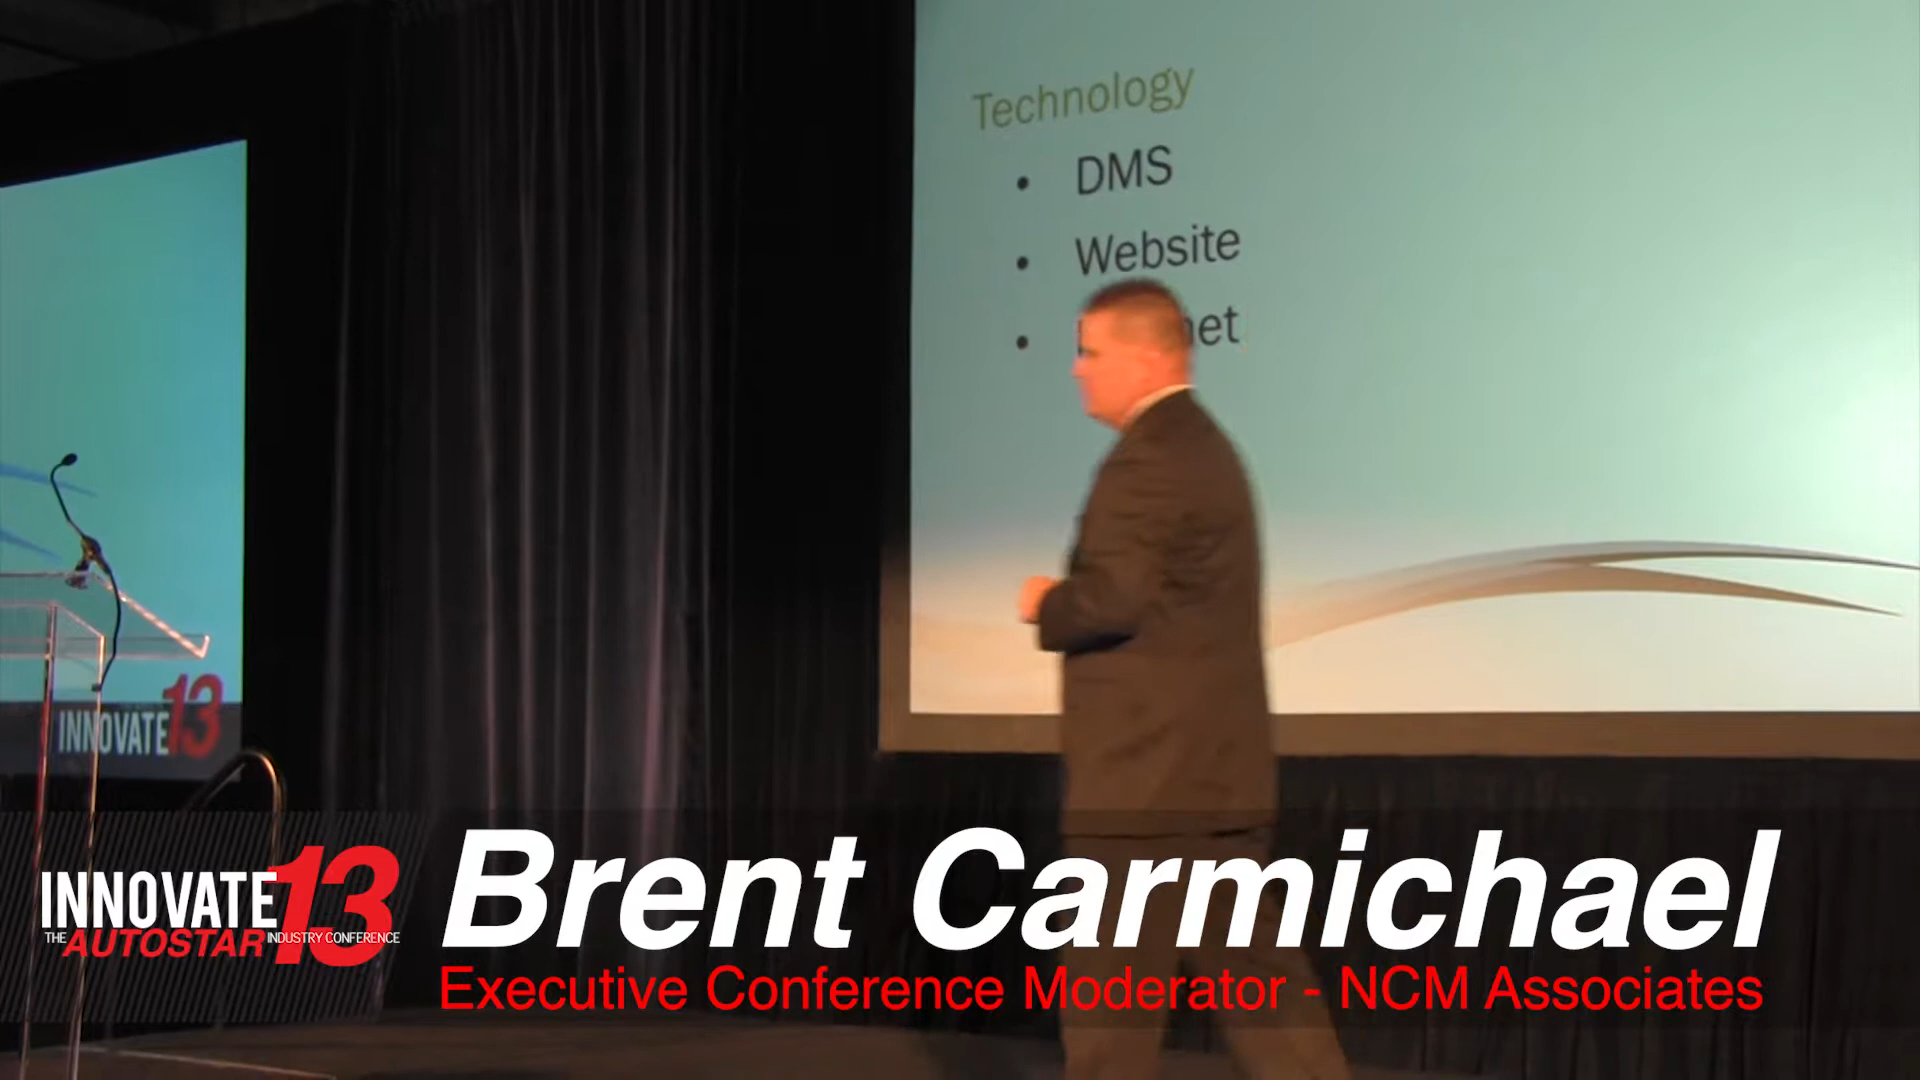 Technology
• DMS
• Website
•
INNOVATE13
INNOVATE13
THE AUTOSTAR INDUSTRY CONFERENCE
Brent Carmichael
Executive Conference Moderator - NCM Associates